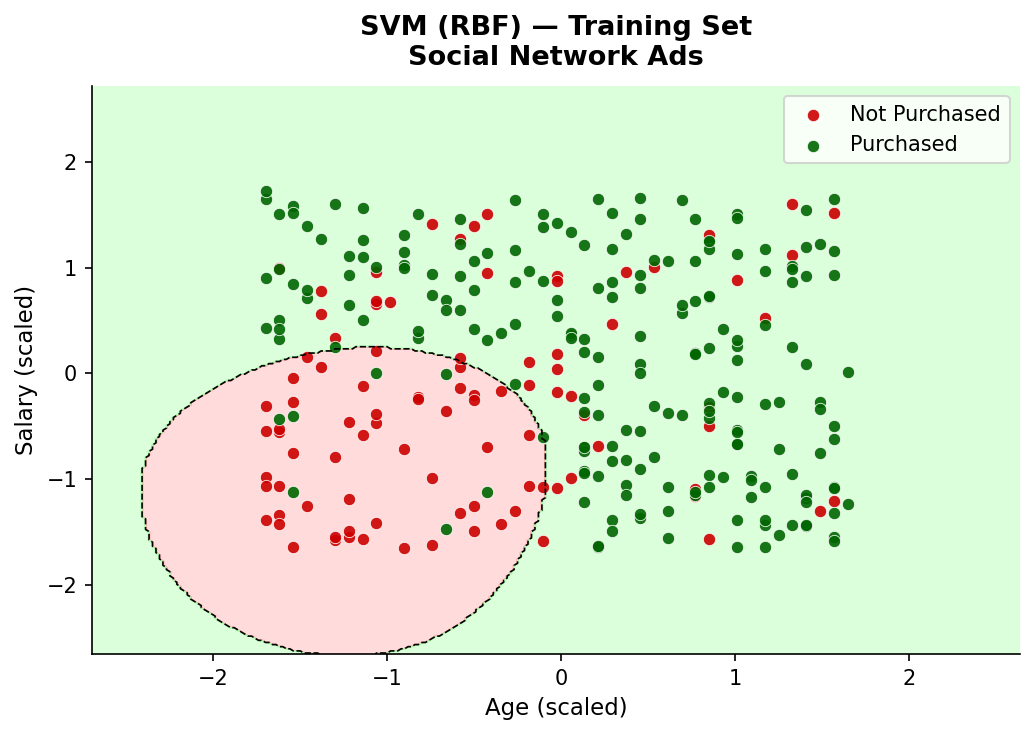 SVM (RBF) — Training Set
Social Network Ads
Not Purchased
Purchased
2
1
0
−1
−2
Salary (scaled)
−2
−1
0
1
2
Age (scaled)